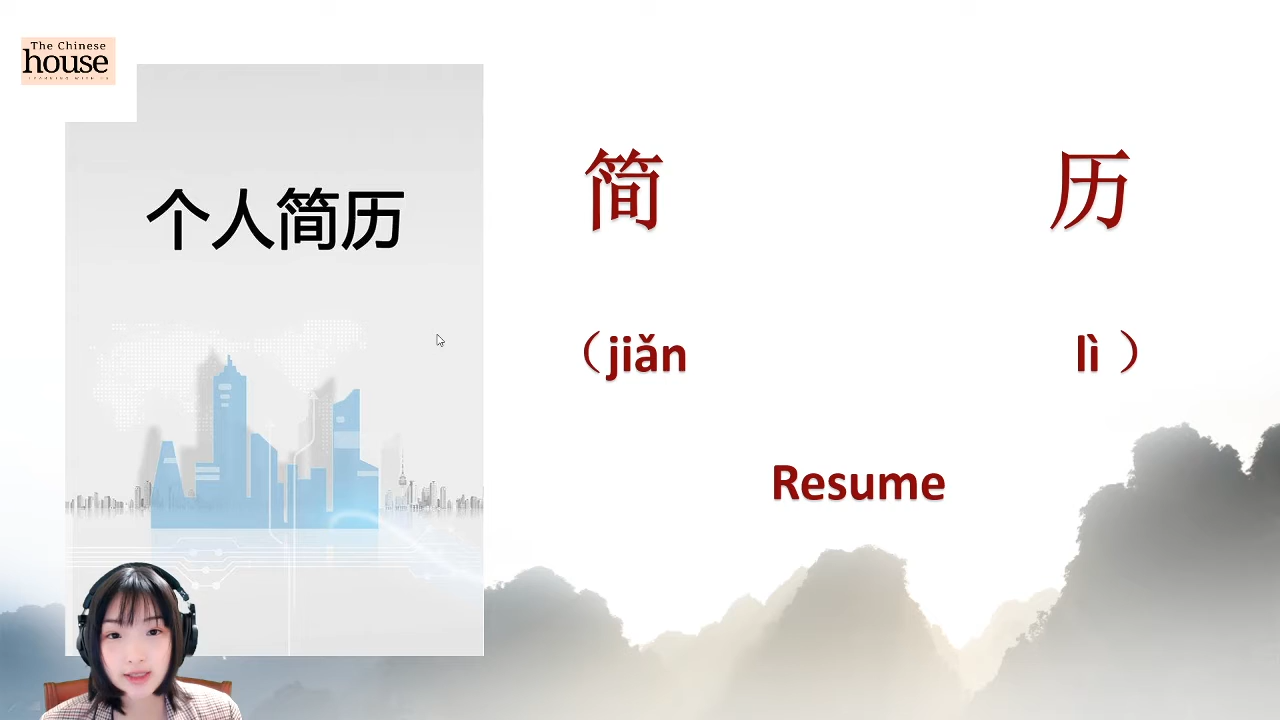 The Chinese
house
个人简历
简 历
（jiǎn lì ）
Resume